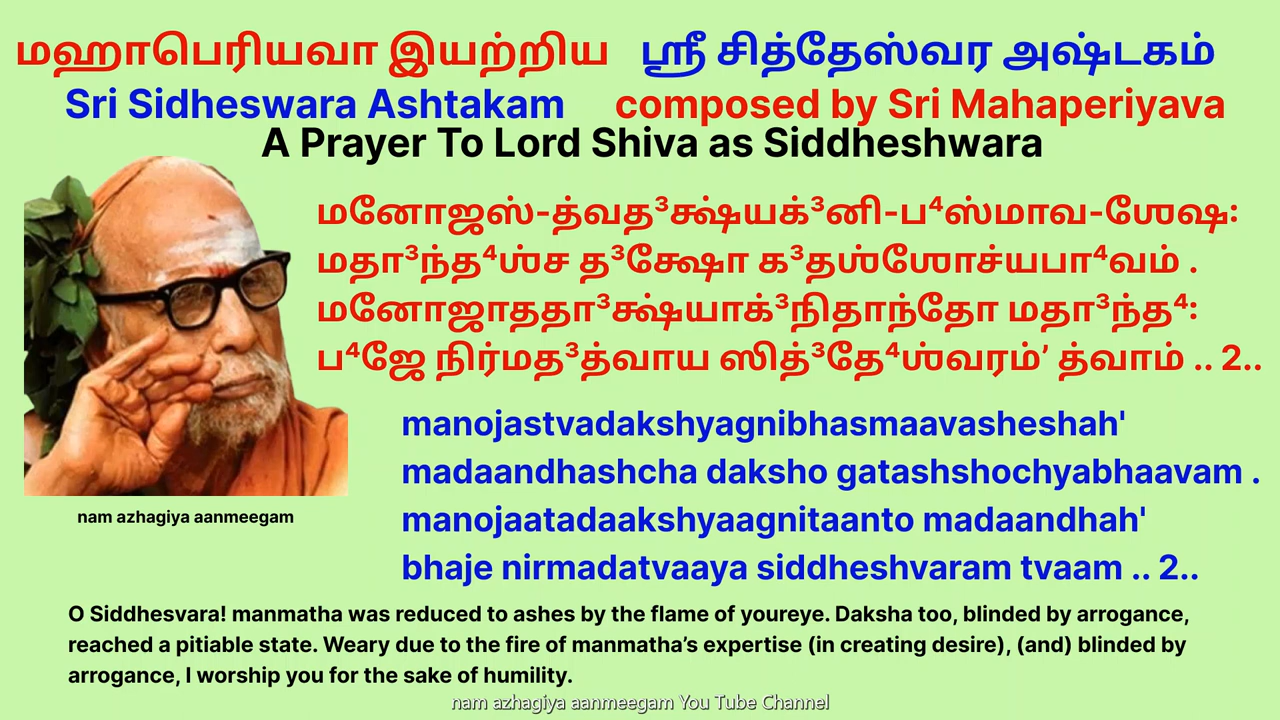 மஹாபெரியவா இயற்றிய ஸ்ரீ சித்தேஸ்வர அஷ்டகம்
Sri Sidheswara Ashtakam composed by Sri Mahaperiyava
A Prayer To Lord Shiva as Siddheshwara
மனோஜஸ்-த்வத³க்ஷ்யக்³னி-ப⁴ஸ்மாவ-ஶேஷ꞉
மதா³ந்த⁴ஶ்ச த³க்ஷோ க³தஶ்ஶோச்யபா⁴வம் .
மனோஜாததா³க்ஷ்யாக்³நிதாந்தோ மதா³ந்த⁴꞉
ப⁴ஜே நிர்மத³த்வாய ஸித்³தே⁴ஶ்வரம்ʼ த்வாம் .. 2..
manojastvadakshyagnibhasmaavasheshah'
madaandhashcha daksho gatashshochyabhaavam .
manojaatadaakshyaagnitaanto madaandhah'
bhaje nirmadatvaaya siddheshvaram tvaam .. 2..
nam azhagiya aanmeegam
O Siddhesvara! manmatha was reduced to ashes by the flame of youreye. Daksha too, blinded by arrogance,
reached a pitiable state. Weary due to the fire of manmatha’s expertise (in creating desire), (and) blinded by
arrogance, I worship you for the sake of humility.
nam azhagiya aanmeegam You Tube Channel